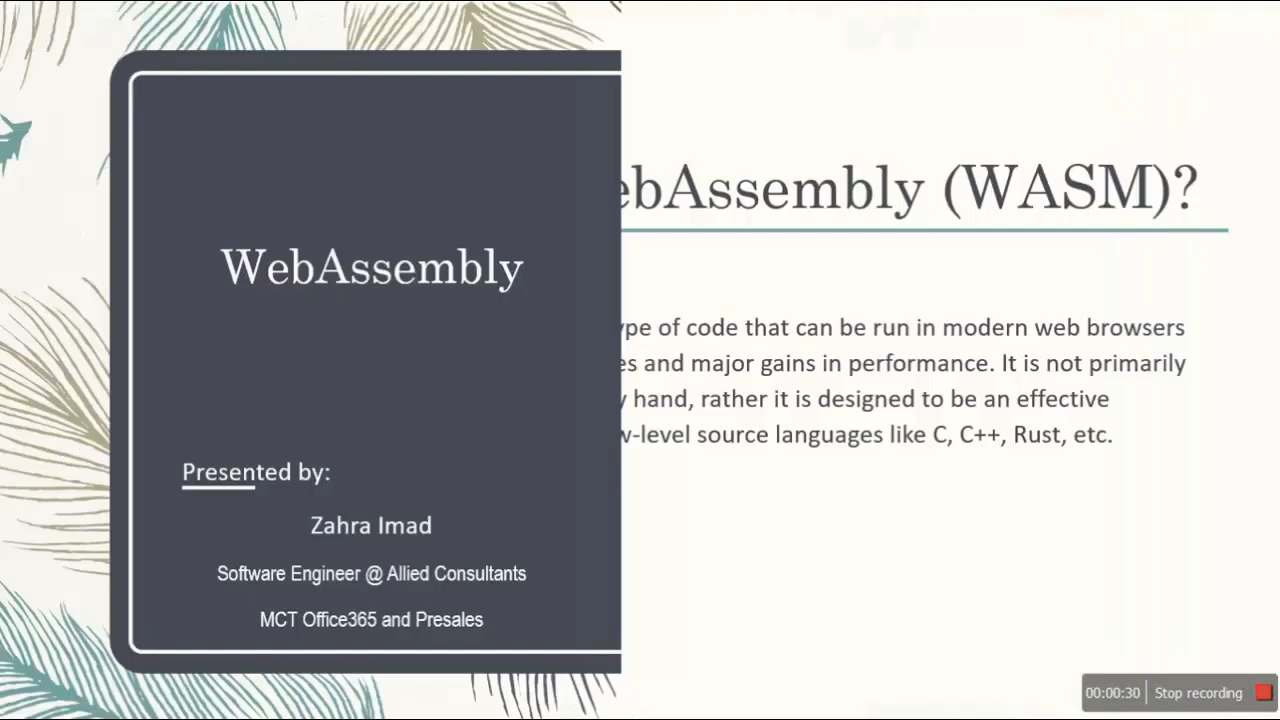 WebAssembly
Presented by:
Zahra Imad
Software Engineer @ Allied Consultants
MCT Office365 and Presales
ebAssembly (WASM)?
ype of code that can be run in modern web browsers
es and major gains in performance. It is not primarily
y hand, rather it is designed to be an effective
w-level source languages like C, C++, Rust, etc.
00:00:30 Stop recording